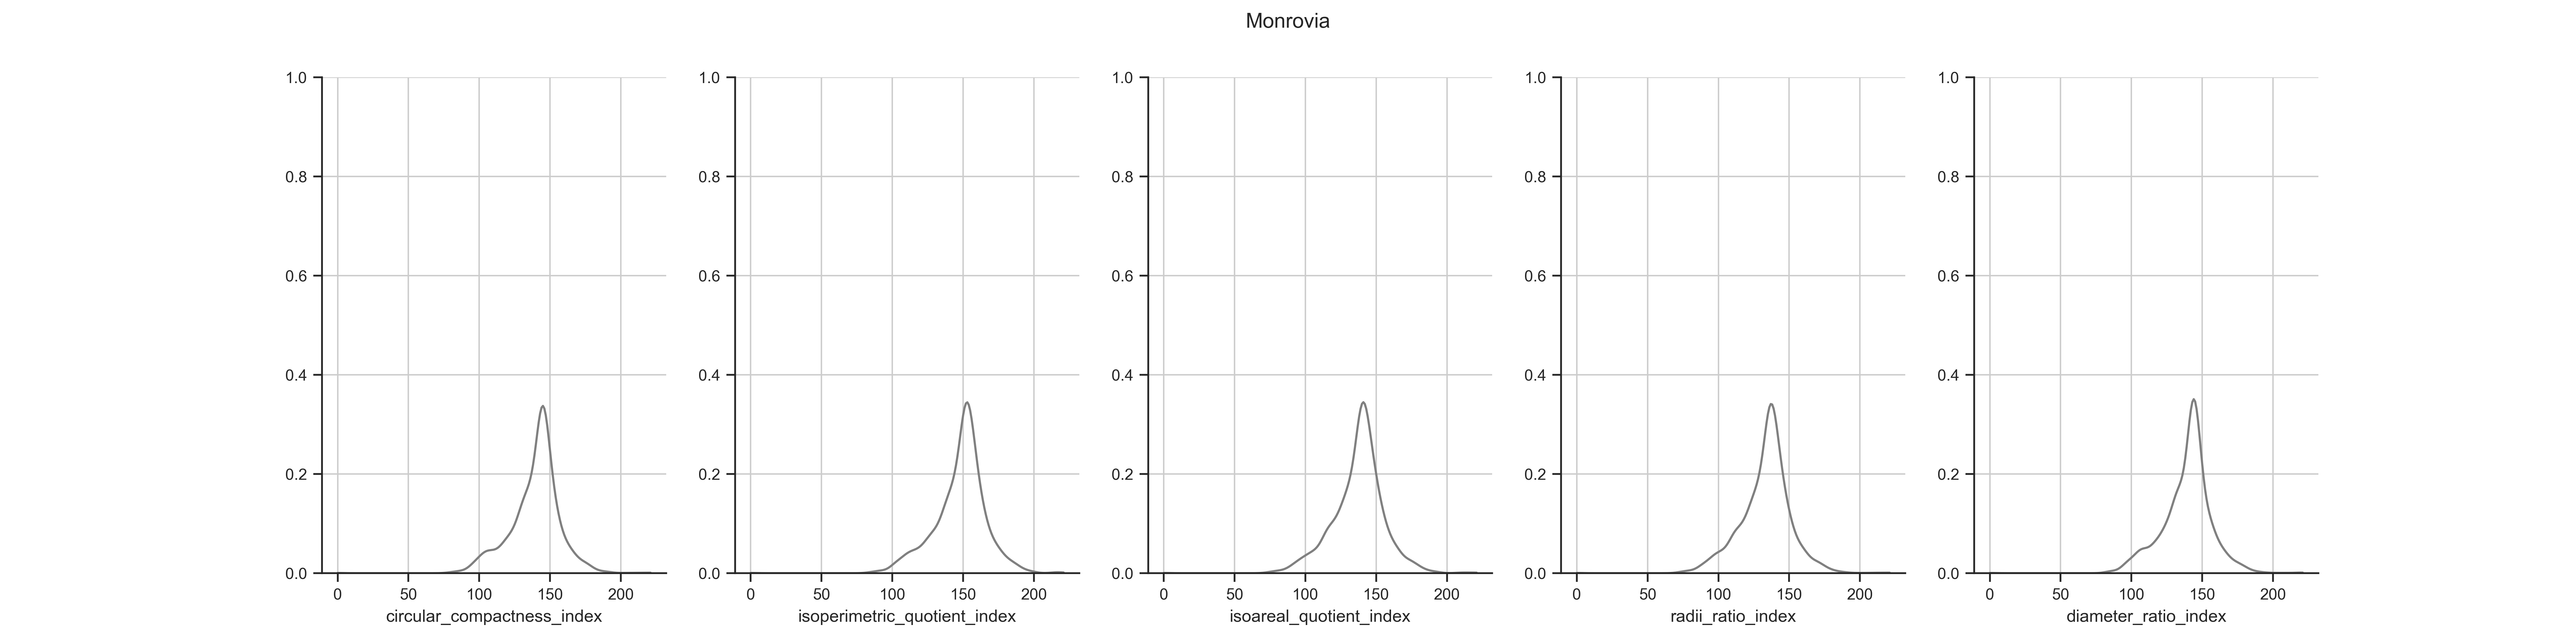 Monrovia
1.0 1.0 1.0 1.0 1.0
0.8 0.8 0.8 0.8 0.8
0.6 0.6 0.6 0.6 0.6
0.4 0.4 0.4 0.4 0.4
0.2 0.2 0.2 0.2 0.2
0.0 0.0 0.0 0.0 0.0
0 50 100 150 200 0 50 100 150 200 0 50 100 150 200 0 50 100 150 200 0 50 100 150 200
circular_compactness_index isoperimetric_quotient_index isoareal_quotient_index radii_ratio_index diameter_ratio_index